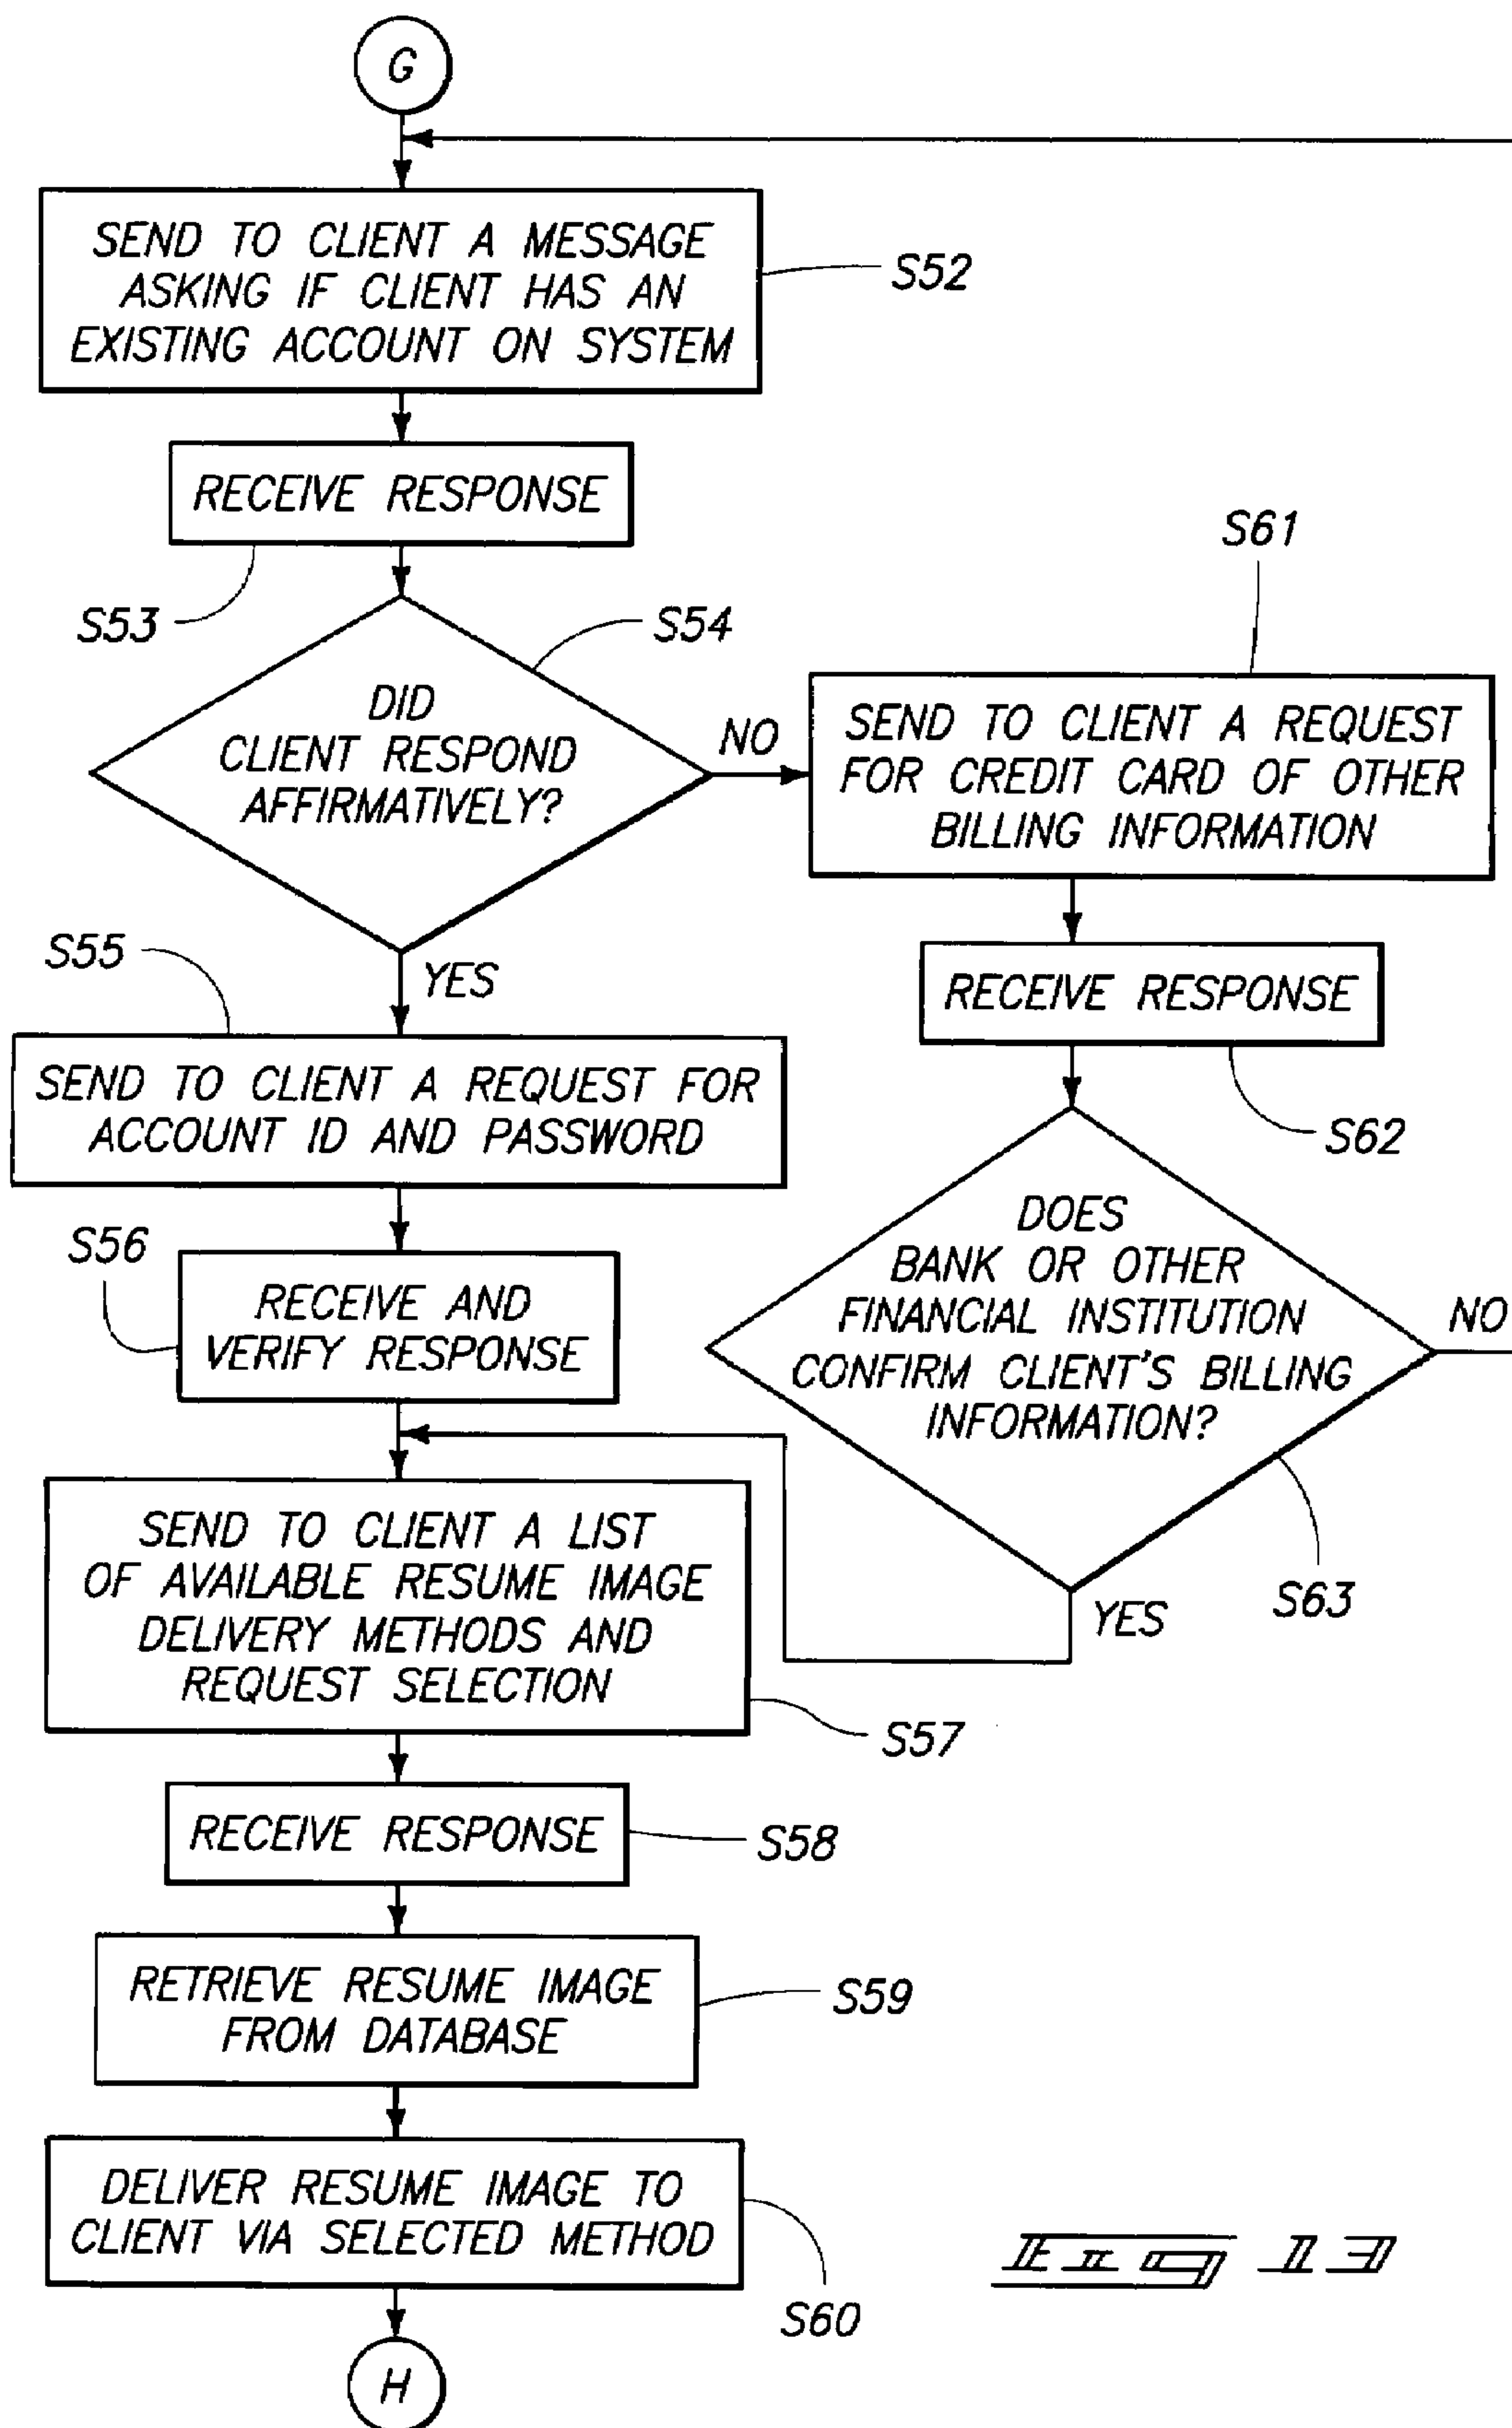 G
SEND TO CLIENT A MESSAGE
ASKING IF CLIENT HAS AN
EXISTING ACCOUNT ON SYSTEM
S52
RECEIVE RESPONSE
S53
DID
CLIENT RESPOND
AFFIRMATIVELY?
S54
NO
YES
S61
SEND TO CLIENT A REQUEST
FOR CREDIT CARD OF OTHER
BILLING INFORMATION
RECEIVE RESPONSE
S62
DOES
BANK OR OTHER
FINANCIAL INSTITUTION
CONFIRM CLIENT'S BILLING
INFORMATION?
NO
YES
S63
S55
SEND TO CLIENT A REQUEST FOR
ACCOUNT ID AND PASSWORD
S56
RECEIVE AND
VERIFY RESPONSE
SEND TO CLIENT A LIST
OF AVAILABLE RESUME IMAGE
DELIVERY METHODS AND
REQUEST SELECTION
S57
RECEIVE RESPONSE
S58
RETRIEVE RESUME IMAGE
FROM DATABASE
S59
DELIVER RESUME IMAGE TO
CLIENT VIA SELECTED METHOD
S60
H
Fig 13